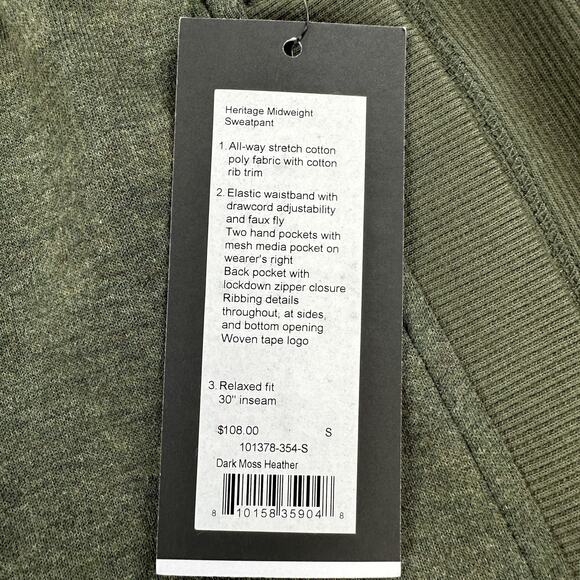 Heritage Midweight
Sweatpant
1. All-way stretch cotton
poly fabric with cotton
rib trim
2. Elastic waistband with
drawcord adjustability
and faux fly
Two hand pockets with
mesh media pocket on
wearer's right
Back pocket with
lockdown zipper closure
Ribbing details
throughout, at sides,
and bottom opening
Woven tape logo
3. Relaxed fit
30" inseam
$108.00 S
101378-354-S
Dark Moss Heather
8 10158 35904 8